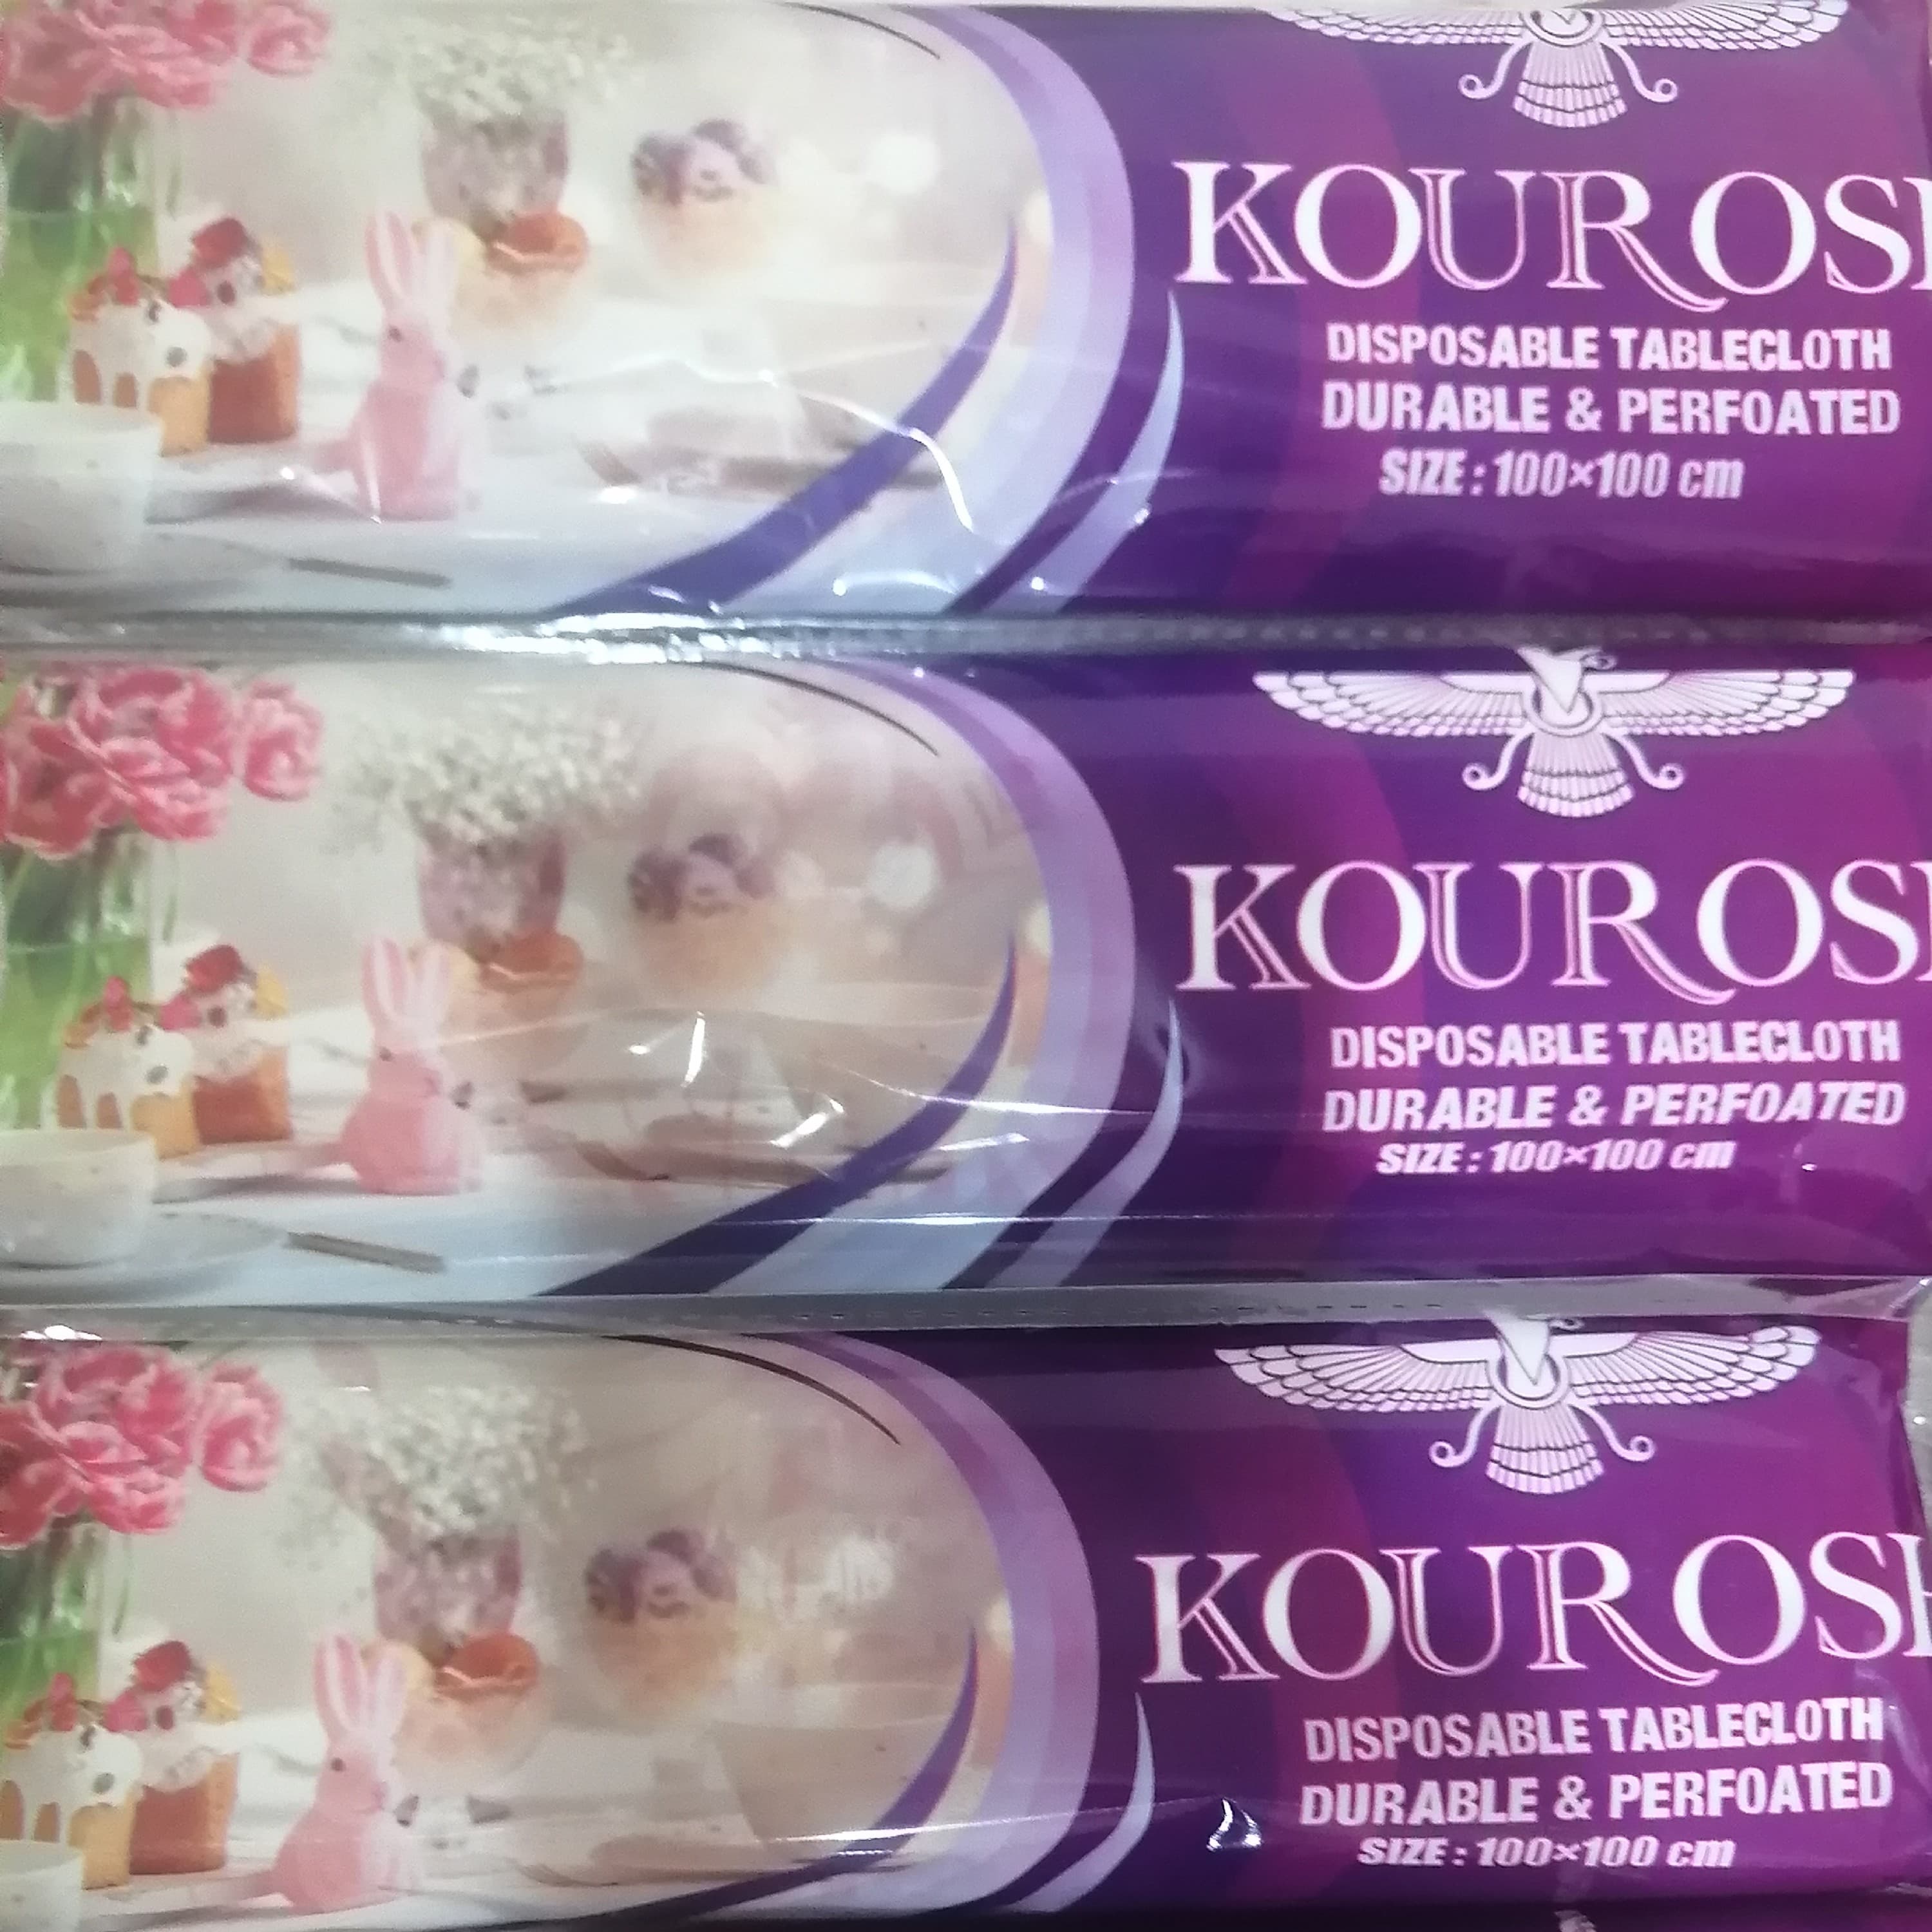 KOUROSH
DISPOSABLE TABLECLOTH
DURABLE & PERFOATED
SIZE : 100×100 cm
KOUROSH
DISPOSABLE TABLECLOTH
DURABLE & PERFOATED
SIZE : 100×100 cm
KOUROSH
DISPOSABLE TABLECLOTH
DURABLE & PERFOATED
SIZE : 100×100 cm